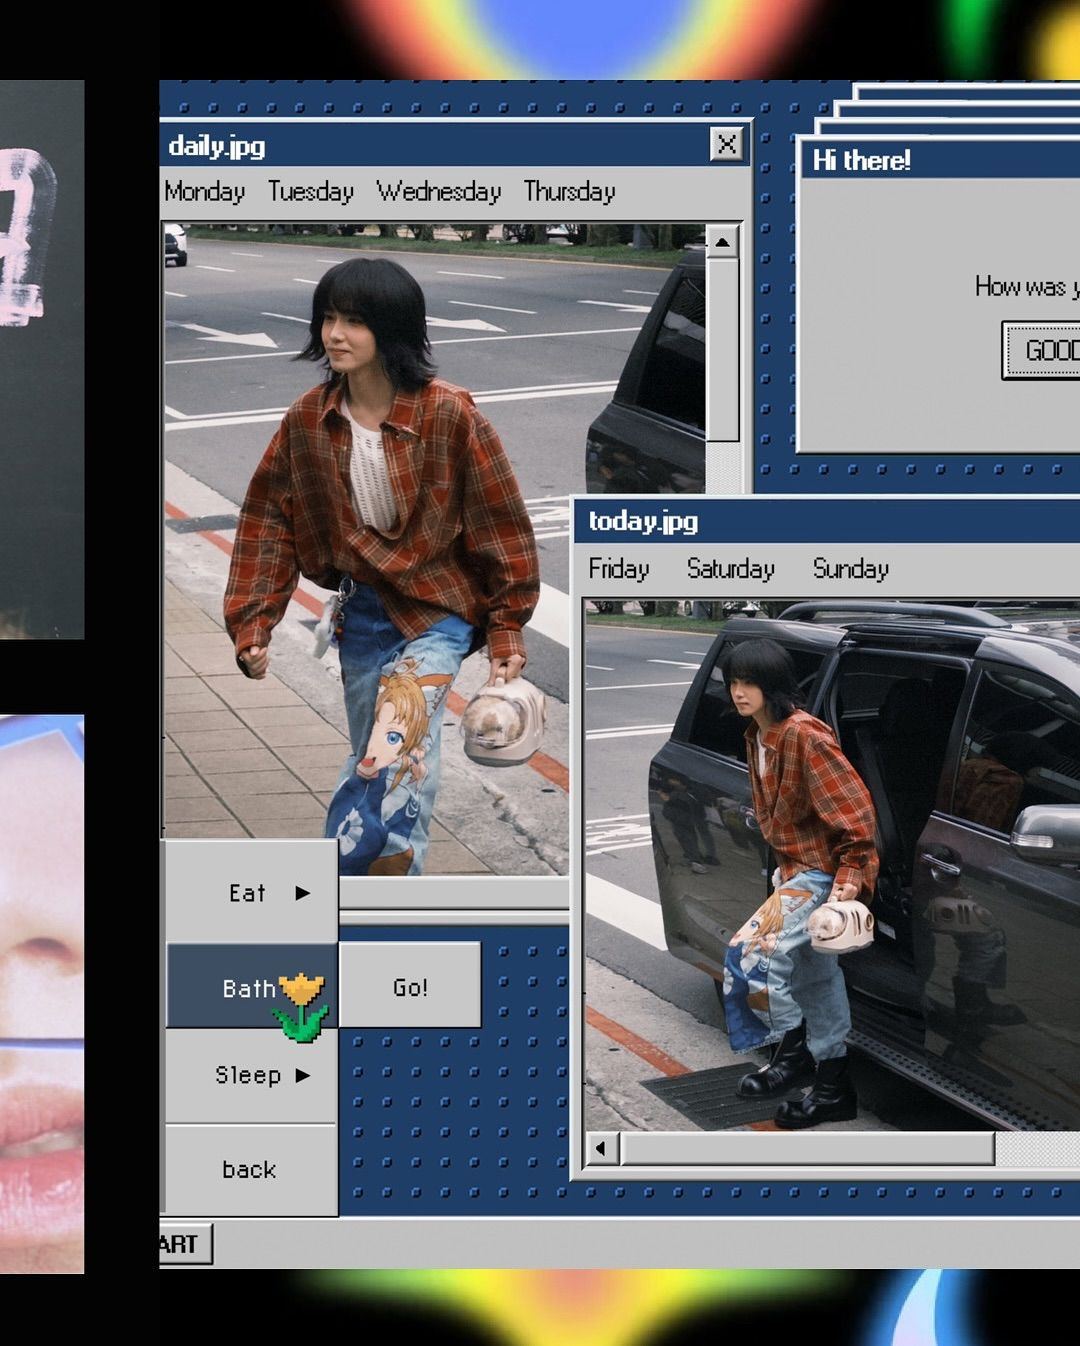 daily.jpg
Monday Tuesday Wednesday Thursday
Hi there!
How was
GOOD
today.jpg
Friday Saturday Sunday
Eat
Bath
Go!
Sleep
back
ART